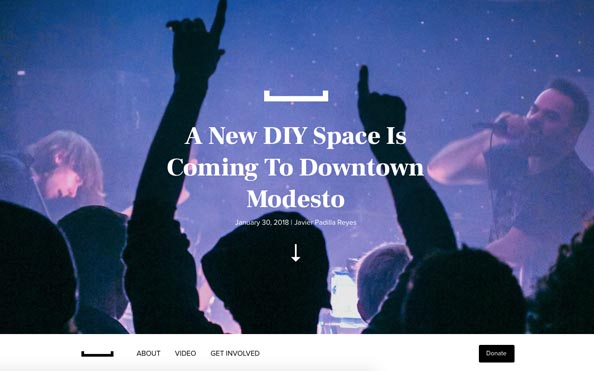 A New DIY Space Is
Coming To Downtown
Modesto
January 30, 2018 | Javier Padilla Reyes
ABOUT VIDEO GET INVOLVED Donate